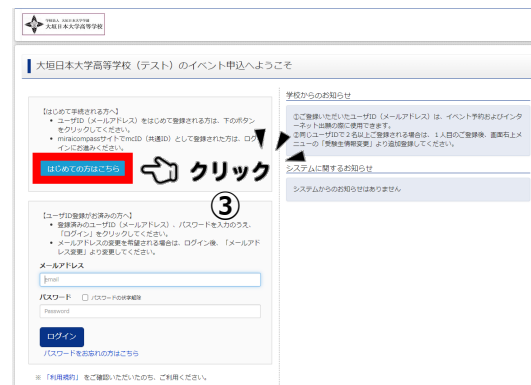 学校法人 大垣日本大学学園
大垣日本大学高等学校
大垣日本大学高等学校（テスト）のイベント申込へようこそ
【はじめて手続される方へ】
• ユーザID（メールアドレス）をはじめて登録される方は、下のボタン
をクリックしてください。
• miraicompassサイトでmcID（共通ID）として登録された方は、ログ
インにお進みください。
はじめての方はこちら
クリック
③
【ユーザID登録がお済みの方へ】
• 登録済みのユーザID（メールアドレス）、パスワードを入力のうえ、
「ログイン」をクリックしてください。
• メールアドレスの変更を希望される場合は、ログイン後、「メールアド
レス変更」より変更してください。
メールアドレス
email
パスワード パスワードの伏字解除
Password
ログイン
パスワードをお忘れの方はこちら
※ 「利用規約」 をご確認いただいたのち、ご利用ください。
学校からのお知らせ
①ご登録いただいたユーザID（メールアドレス）は、イベント予約およびインタ
ーネット出願の際に使用できます。
②同じユーザIDで２名以上ご登録される場合は、１人目のご登録後、画面右上メ
ニューの「受験生情報変更」より追加登録してください。
システムに関するお知らせ
システムからのお知らせはありません